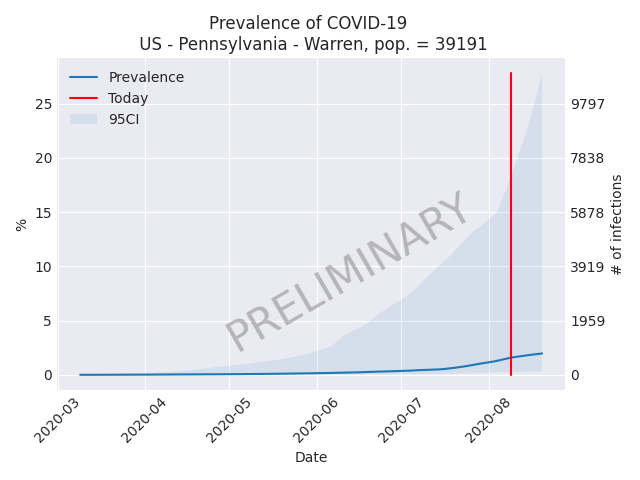 Prevalence of COVID-19
US - Pennsylvania - Warren, pop. = 39191
Prevalence
Today
95CI
25
20
15
10
5
0
%
9797
7838
5878
3919
1959
0
# of infections
PRELIMINARY
2020-03
2020-04
2020-05
2020-06
2020-07
2020-08
Date